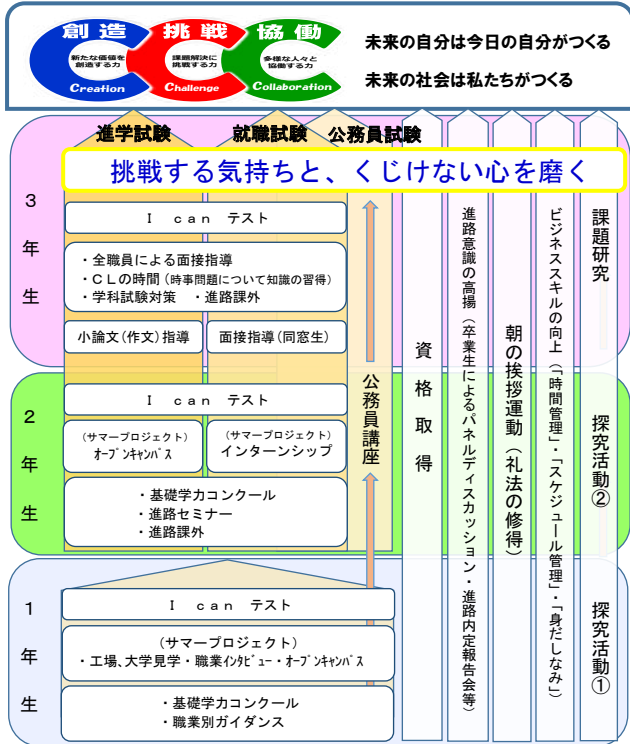 創造
新たな価値を
創造する力
Creation
挑戦
課題解決に
挑戦する力
Challenge
協働
多様な人々と
協働する力
Collaboration
未来の自分は今日の自分がつくる
未来の社会は私たちがつくる
進学試験
就職試験
公務員試験
挑戦する気持ちと、くじけない心を磨く
3年生
I can テスト
・全職員による面接指導
・CLの時間(時事問題について知識の習得)
・学科試験対策 ・進路課外
小論文(作文)指導
面接指導(同窓生)
2年生
I can テスト
(サマープロジェクト)
オープンキャンパス
(サマープロジェクト)
インターンシップ
・基礎学力コンクール
・進路セミナー
・進路課外
1年生
I can テスト
(サマープロジェクト)
・工場、大学見学・職業インタビュー・オープンキャンパス
・基礎学力コンクール
・職業別ガイダンス
公務員講座
資格取得
進路意識の高揚(卒業生によるパネルディスカッション・進路内定報告会等)
朝の挨拶運動(礼法の修得)
ビジネススキルの向上(「時間管理」・「スケジュール管理」・「身だしなみ」)
課題研究
探究活動②
探究活動①